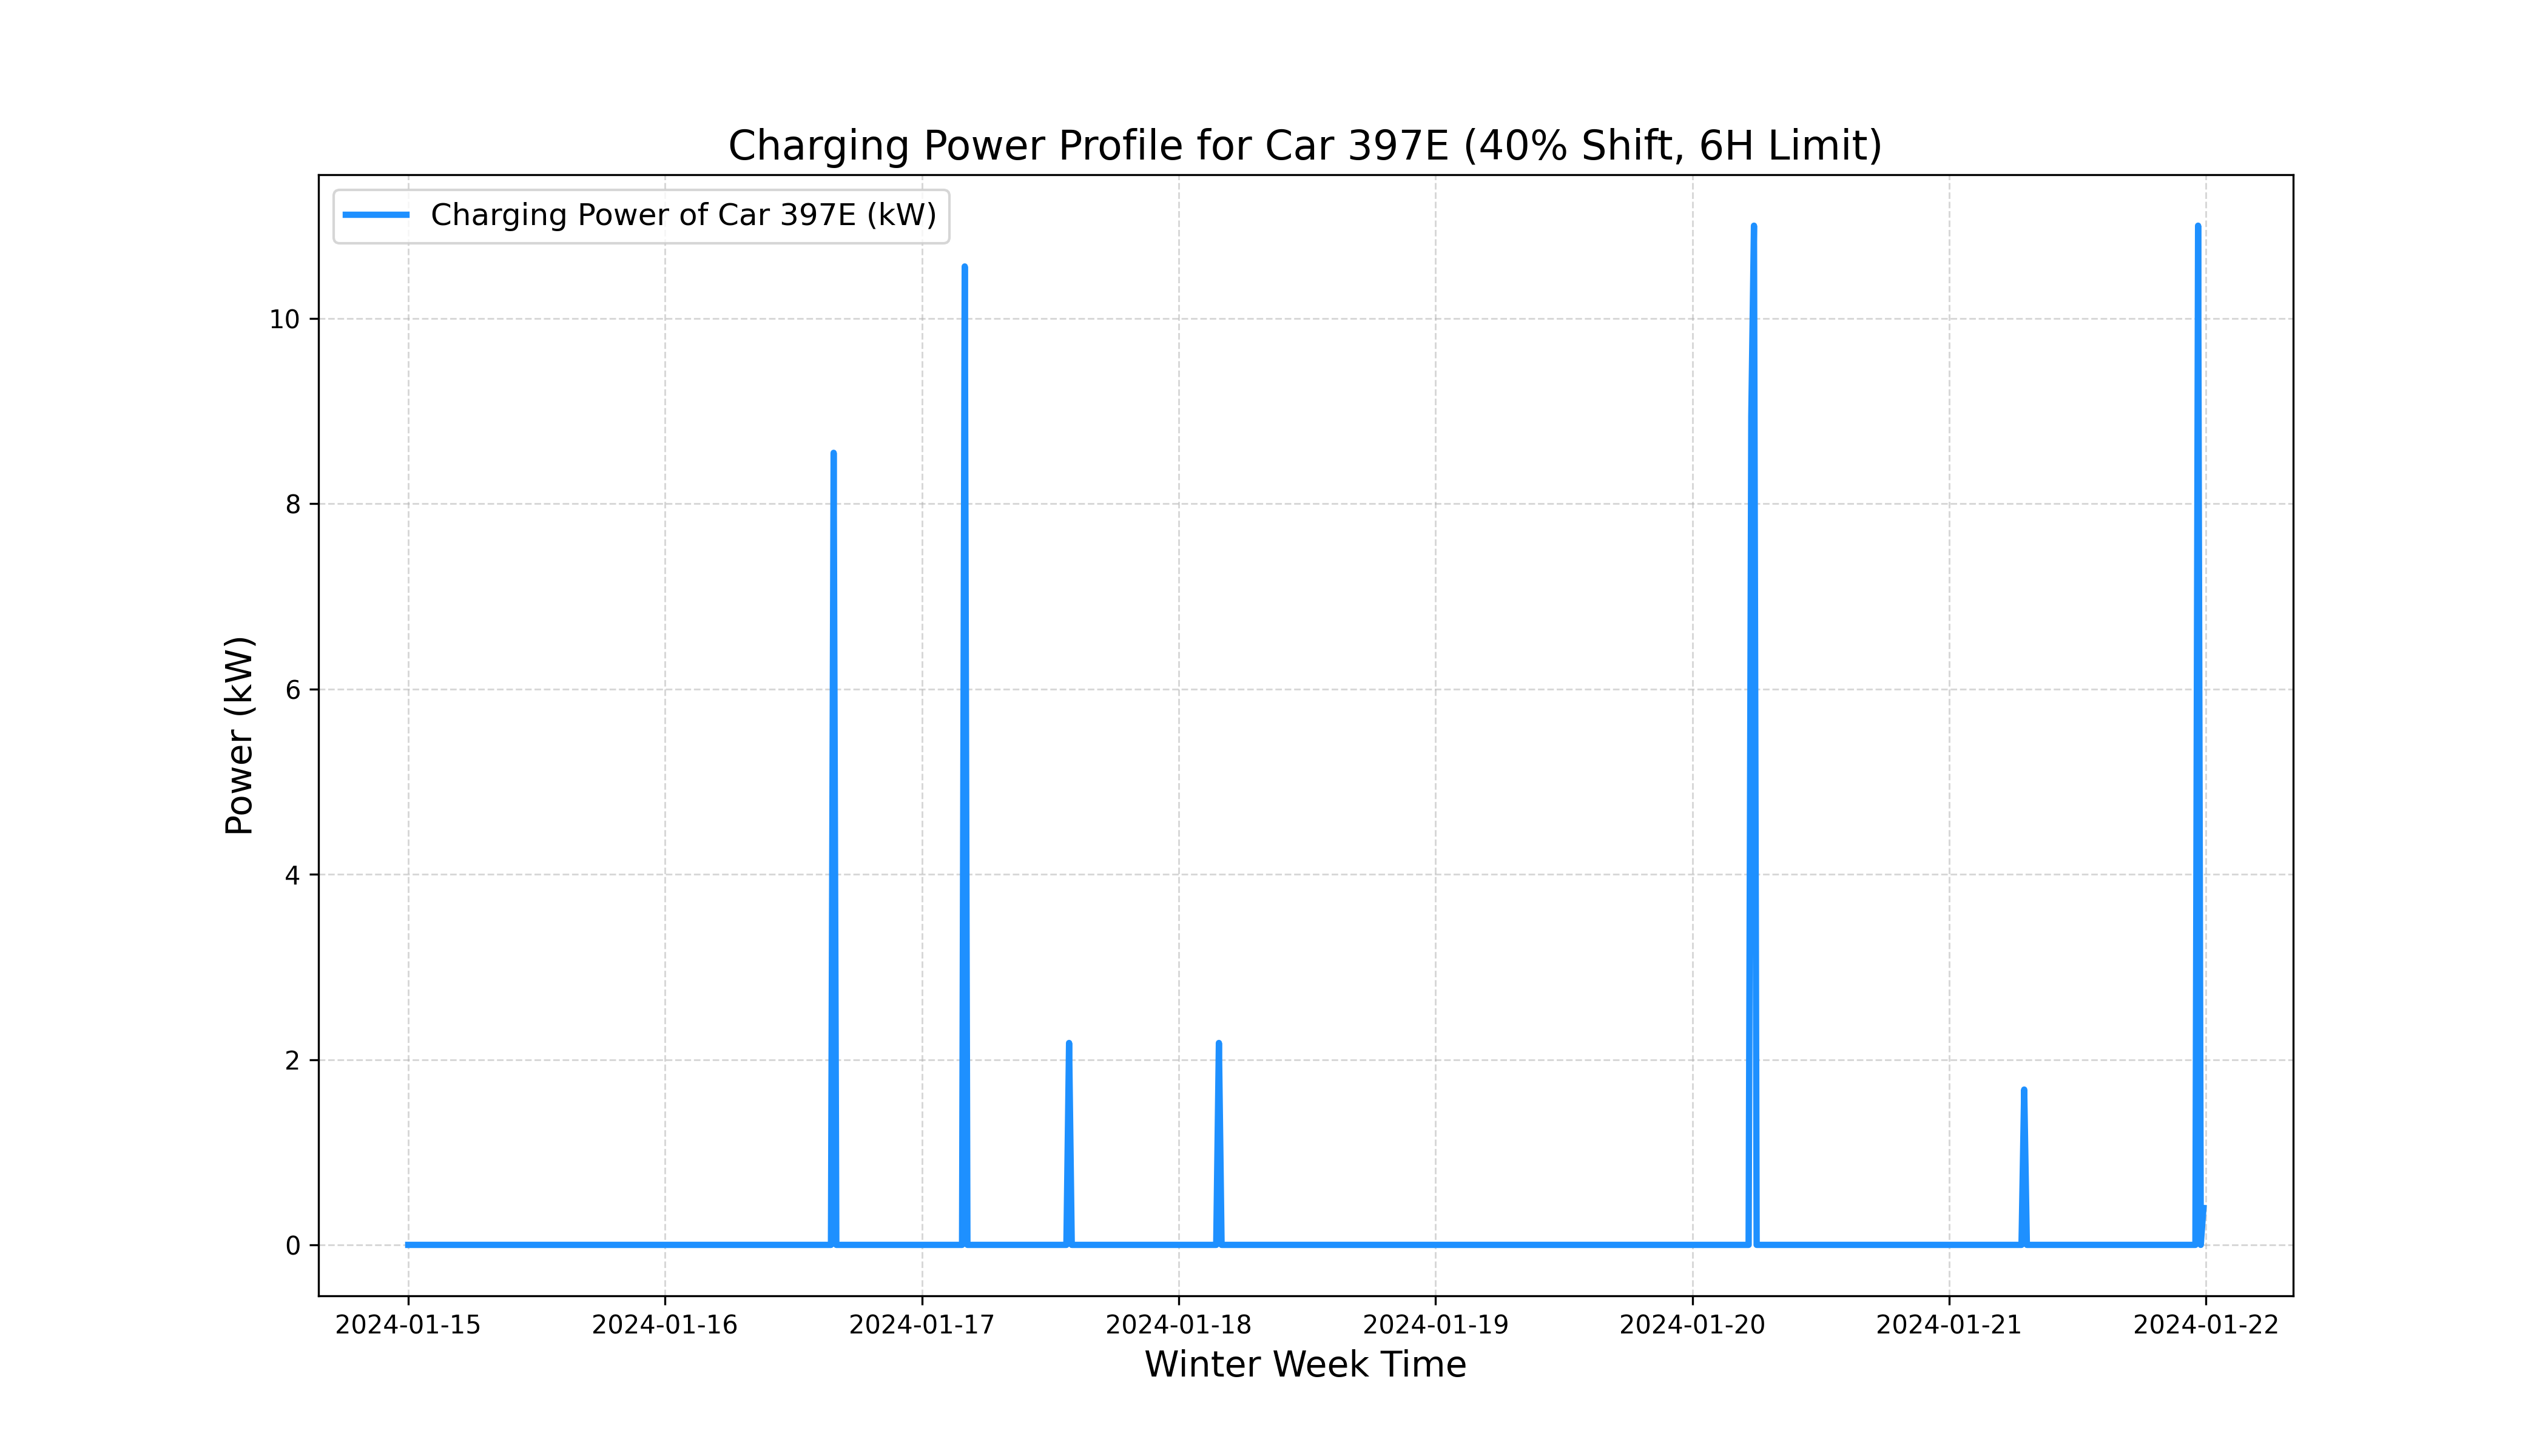 Charging Power Profile for Car 397E (40% Shift, 6H Limit)
Charging Power of Car 397E (kW)
Power (kW)
10
8
6
4
2
0
2024-01-15 2024-01-16 2024-01-17 2024-01-18 2024-01-19 2024-01-20 2024-01-21 2024-01-22
Winter Week Time